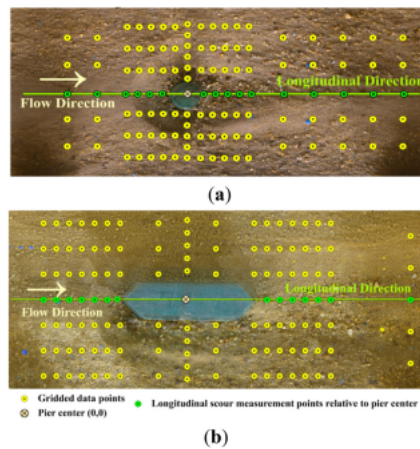 Longitudinal Direction
Flow Direction
(a)
Longitudinal Direction
Flow Direction
Gridded data points
Longitudinal scour measurement points relative to pier center
Pier center (0,0)
(b)